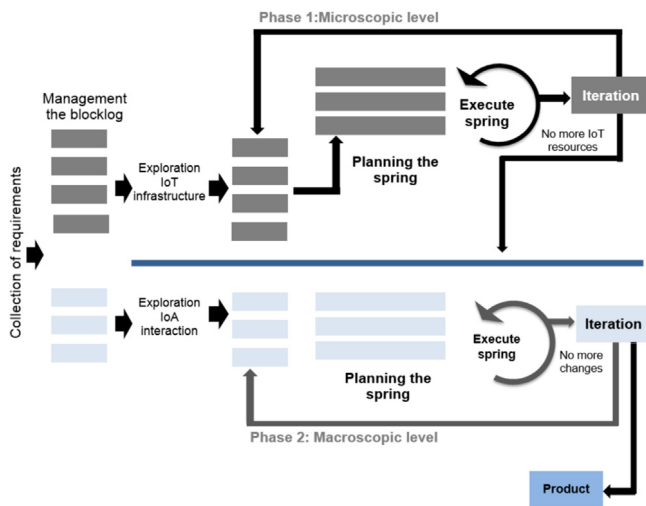 Phase 1:Microscopic level
Management
the blocklog
Iteration
Execute
spring
No more IoT
resources
Exploration
IoT
infrastructure
Planning the
spring
Collection of requirements
Exploration
IoA
interaction
Iteration
Execute
spring
No more
changes
Planning the
spring
Phase 2: Macroscopic level
Product